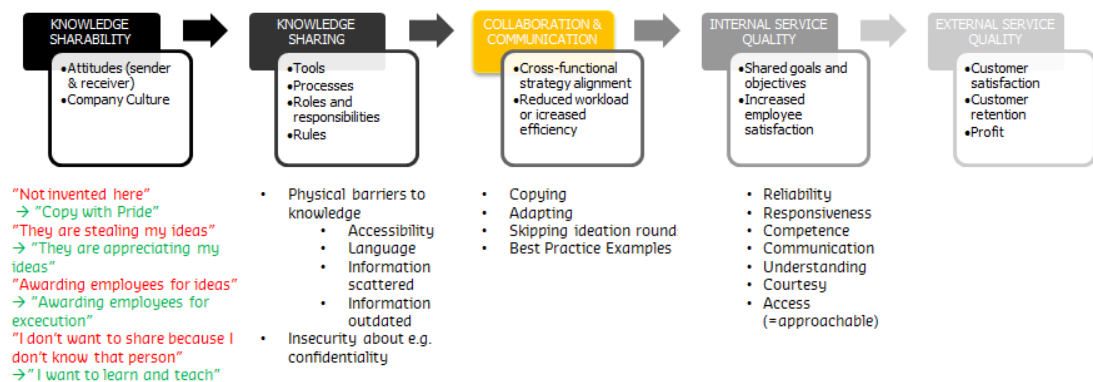 KNOWLEDGE
SHARABILITY
•Attitudes (sender
& receiver)
•Company Culture
KNOWLEDGE
SHARING
•Tools
•Processes
•Roles and
responsibilities
•Rules
COLLABORATION &
COMMUNICATION
•Cross-functional
strategy alignment
•Reduced workload
or icreased
efficiency
INTERNAL SERVICE
QUALITY
•Shared goals and
objectives
•Increased
employee
satisfaction
EXTERNAL SERVICE
QUALITY
•Customer
satisfaction
•Customer
retention
•Profit
"Not invented here"
→ "Copy with Pride"
"They are stealing my ideas"
→ "They are appreciating my
ideas"
"Awarding employees for ideas"
→ "Awarding employees for
excecution"
"I don't want to share because I
don't know that person"
→" I want to learn and teach"
• Physical barriers to
knowledge
• Accessibility
• Language
• Information
scattered
• Information
outdated
• Insecurity about e.g.
confidentiality
• Copying
• Adapting
• Skipping ideation round
• Best Practice Examples
• Reliability
• Responsiveness
• Competence
• Communication
• Understanding
• Courtesy
• Access
(=approachable)